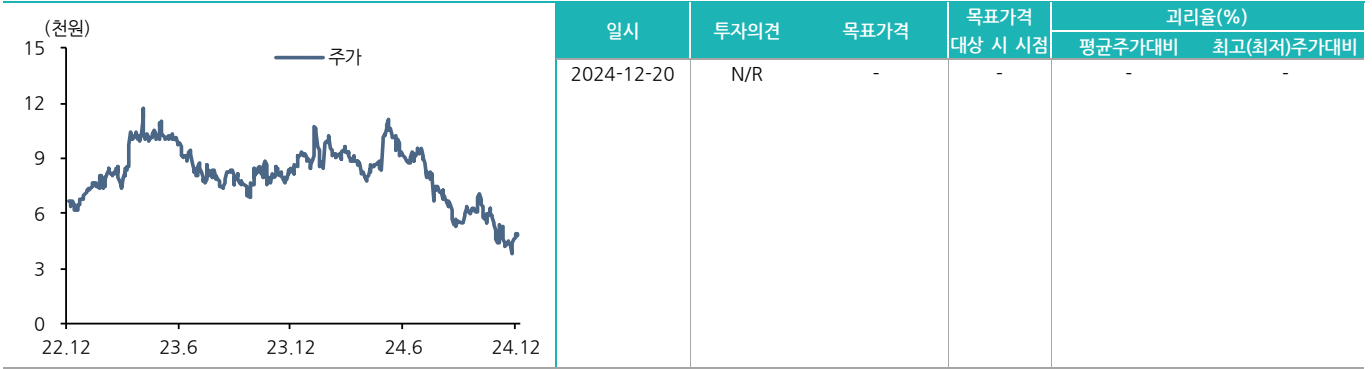 (천원)
주가
15
12
9
6
3
0
22.12 23.6 23.12 24.6 24.12
일시 투자의견 목표가격 목표가격 대상 시 시점 괴리율(%)
평균주가대비 최고(최저)주가대비
2024-12-20 N/R - - - -